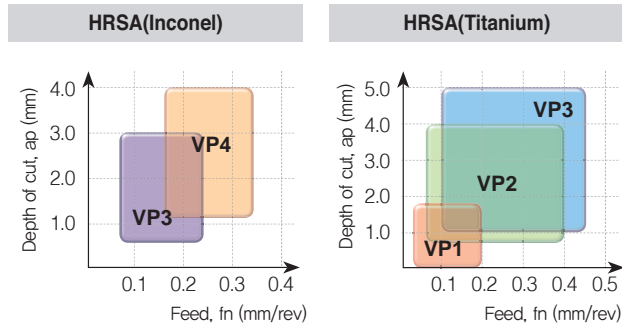 HRSA(Inconel)
Depth of cut, ap (mm)
4.0
3.0
2.0
1.0
VP4
VP3
0.1 0.2 0.3 0.4
Feed, fn (mm/rev)
HRSA(Titanium)
Depth of cut, ap (mm)
5.0
4.0
3.0
2.0
1.0
VP3
VP2
VP1
0.1 0.2 0.3 0.4 0.5
Feed, fn (mm/rev)